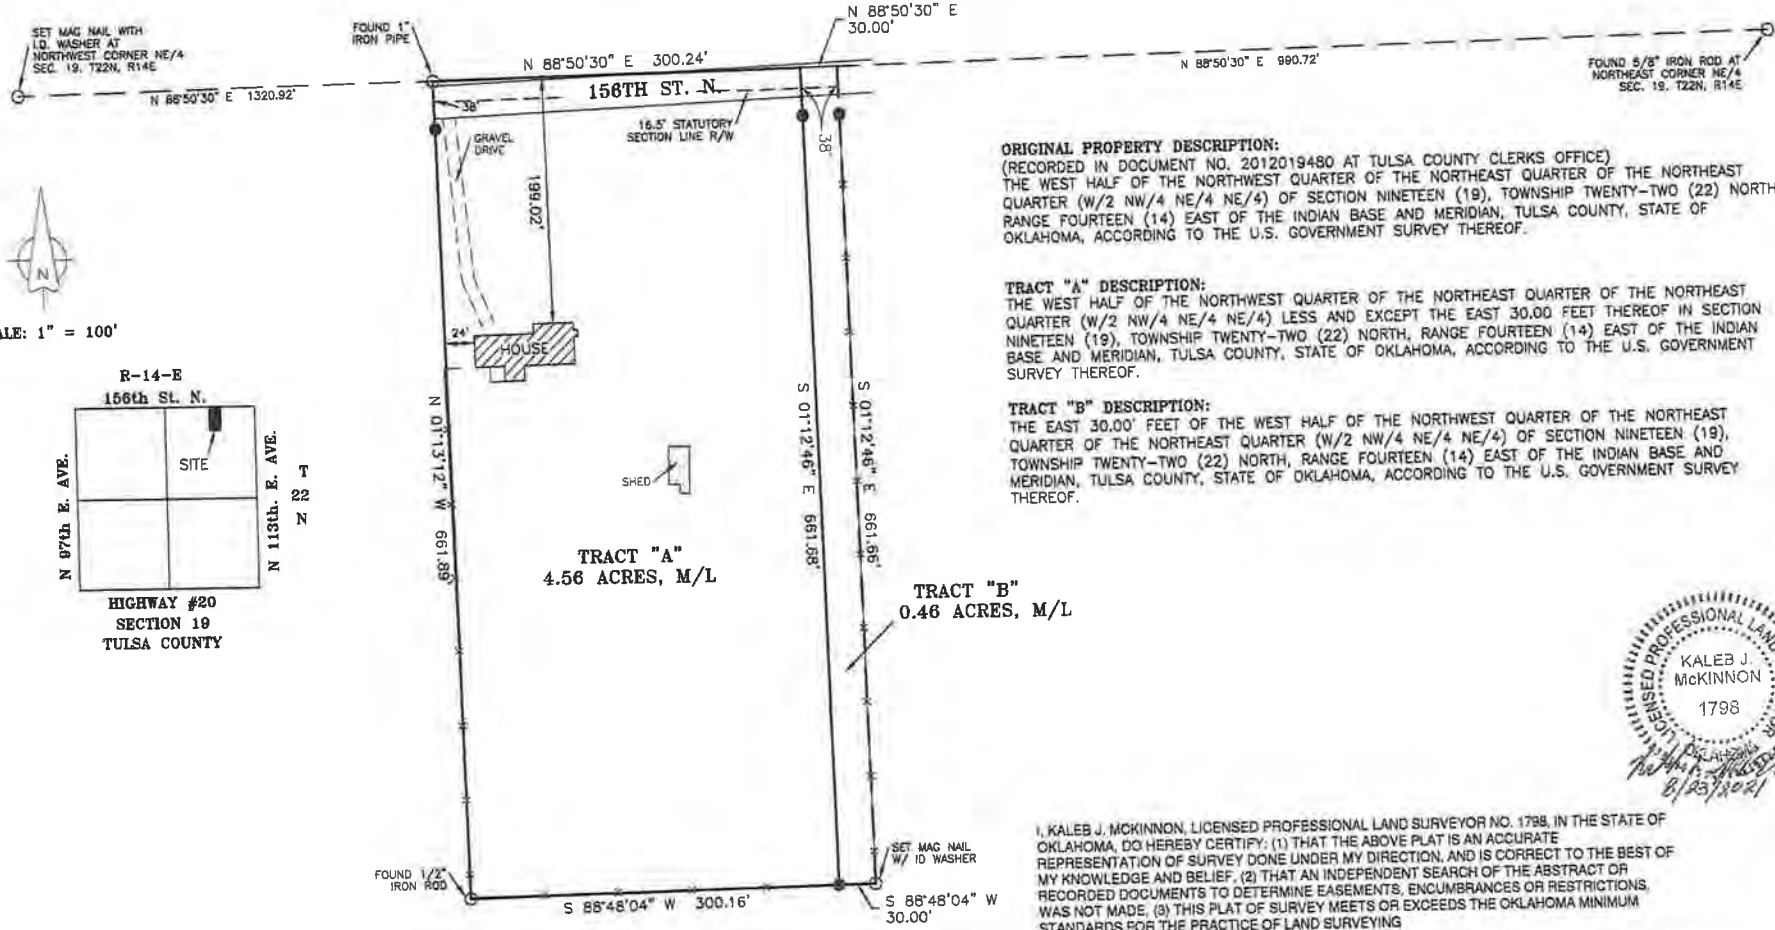 SET MAG NAIL WITH
I.D. WASHER AT
NORTHWEST CORNER NE/4
SEC. 19, T22N, R14E
FOUND 1"
IRON PIPE
N 88°50'30" E
30.00'
N 88°50'30" E 1320.92'
N 88°50'30" E 300.24'
N 88°50'30" E 990.72'
FOUND 5/8" IRON ROD AT
NORTHEAST CORNER NE/4
SEC. 19, T22N, R14E
156TH ST. N.
38'
16.5' STATUTORY
SECTION LINE R/W
38'
GRAVEL
DRIVE
199.02'
N
ALE: 1" = 100'
24'
HOUSE
R-14-E
156th St. N.
SITE
N 97th E. AVE.
N 113th. E. AVE.
T
22
N
HIGHWAY #20
SECTION 19
TULSA COUNTY
N 01°13'12" W 661.89'
SHED
S 01°12'46" E 661.68'
S 01°12'46" E 661.66'
TRACT "A"
4.56 ACRES, M/L
TRACT "B"
0.46 ACRES, M/L
FOUND 1/2"
IRON ROD
S 88°48'04" W 300.16'
SET MAG NAIL
W/ ID WASHER
S 88°48'04" W
30.00'
ORIGINAL PROPERTY DESCRIPTION:
(RECORDED IN DOCUMENT NO. 2012019480 AT TULSA COUNTY CLERKS OFFICE)
THE WEST HALF OF THE NORTHWEST QUARTER OF THE NORTHEAST QUARTER OF THE NORTHEAST
QUARTER (W/2 NW/4 NE/4 NE/4) OF SECTION NINETEEN (19), TOWNSHIP TWENTY-TWO (22) NORTH
RANGE FOURTEEN (14) EAST OF THE INDIAN BASE AND MERIDIAN, TULSA COUNTY, STATE OF
OKLAHOMA, ACCORDING TO THE U.S. GOVERNMENT SURVEY THEREOF.
TRACT "A" DESCRIPTION:
THE WEST HALF OF THE NORTHWEST QUARTER OF THE NORTHEAST QUARTER OF THE NORTHEAST
QUARTER (W/2 NW/4 NE/4 NE/4) LESS AND EXCEPT THE EAST 30.00 FEET THEREOF IN SECTION
NINETEEN (19), TOWNSHIP TWENTY-TWO (22) NORTH, RANGE FOURTEEN (14) EAST OF THE INDIAN
BASE AND MERIDIAN, TULSA COUNTY, STATE OF OKLAHOMA, ACCORDING TO THE U.S. GOVERNMENT
SURVEY THEREOF.
TRACT "B" DESCRIPTION:
THE EAST 30.00' FEET OF THE WEST HALF OF THE NORTHWEST QUARTER OF THE NORTHEAST
QUARTER OF THE NORTHEAST QUARTER (W/2 NW/4 NE/4 NE/4) OF SECTION NINETEEN (19),
TOWNSHIP TWENTY-TWO (22) NORTH, RANGE FOURTEEN (14) EAST OF THE INDIAN BASE AND
MERIDIAN, TULSA COUNTY, STATE OF OKLAHOMA, ACCORDING TO THE U.S. GOVERNMENT SURVEY
THEREOF.
LICENSED PROFESSIONAL LAND
KALEB J.
McKINNON
1798
OKLAHOMA
8/23/2021
I, KALEB J. MCKINNON, LICENSED PROFESSIONAL LAND SURVEYOR NO. 1798, IN THE STATE OF
OKLAHOMA, DO HEREBY CERTIFY: (1) THAT THE ABOVE PLAT IS AN ACCURATE
REPRESENTATION OF SURVEY DONE UNDER MY DIRECTION, AND IS CORRECT TO THE BEST OF
MY KNOWLEDGE AND BELIEF, (2) THAT AN INDEPENDENT SEARCH OF THE ABSTRACT OR
RECORDED DOCUMENTS TO DETERMINE EASEMENTS, ENCUMBRANCES OR RESTRICTIONS,
WAS NOT MADE, (3) THIS PLAT OF SURVEY MEETS OR EXCEEDS THE OKLAHOMA MINIMUM
STANDARDS FOR THE PRACTICE OF LAND SURVEYING